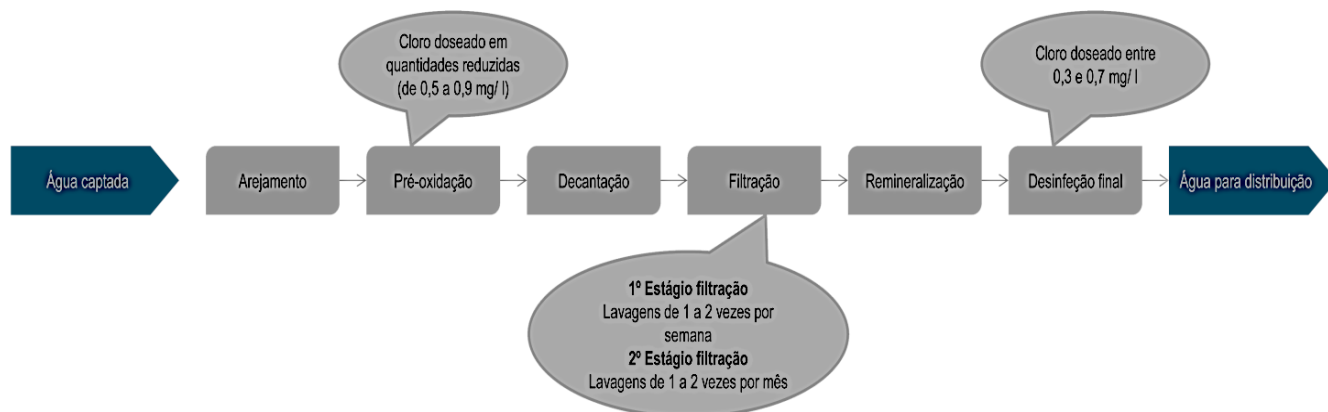 Cloro doseado em
quantidades reduzidas
(de 0,5 a 0,9 mg/ l)
Cloro doseado entre
0,3 e 0,7 mg/ l
Água captada
Arejamento
Pré-oxidação
Decantação
Filtração
Remineralização
Desinfeção final
Água para distribuição
1º Estágio filtração
Lavagens de 1 a 2 vezes por
semana
2º Estágio filtração
Lavagens de 1 a 2 vezes por mês